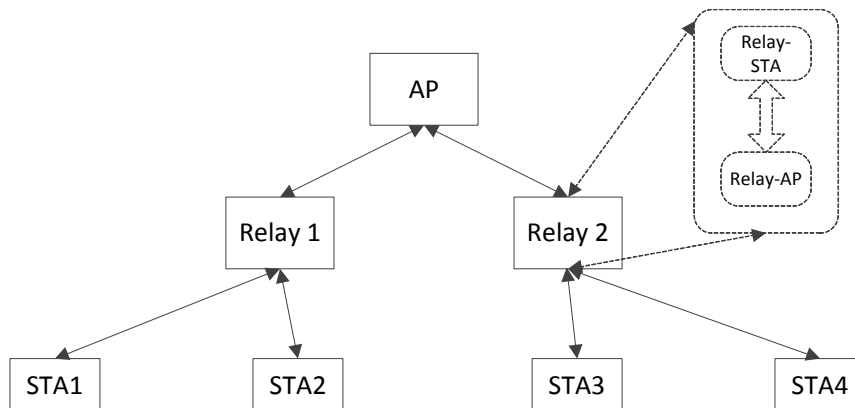 Relay-
STA
AP
Relay-AP
Relay 1
Relay 2
STA1
STA2
STA3
STA4